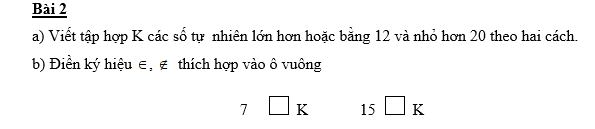 Bài 2
a) Viết tập hợp K các số tự nhiên lớn hơn hoặc bằng 12 và nhỏ hơn 20 theo hai cách.
b) Điền ký hiệu ∈, ∉ thích hợp vào ô vuông
7 □ K 15 □ K